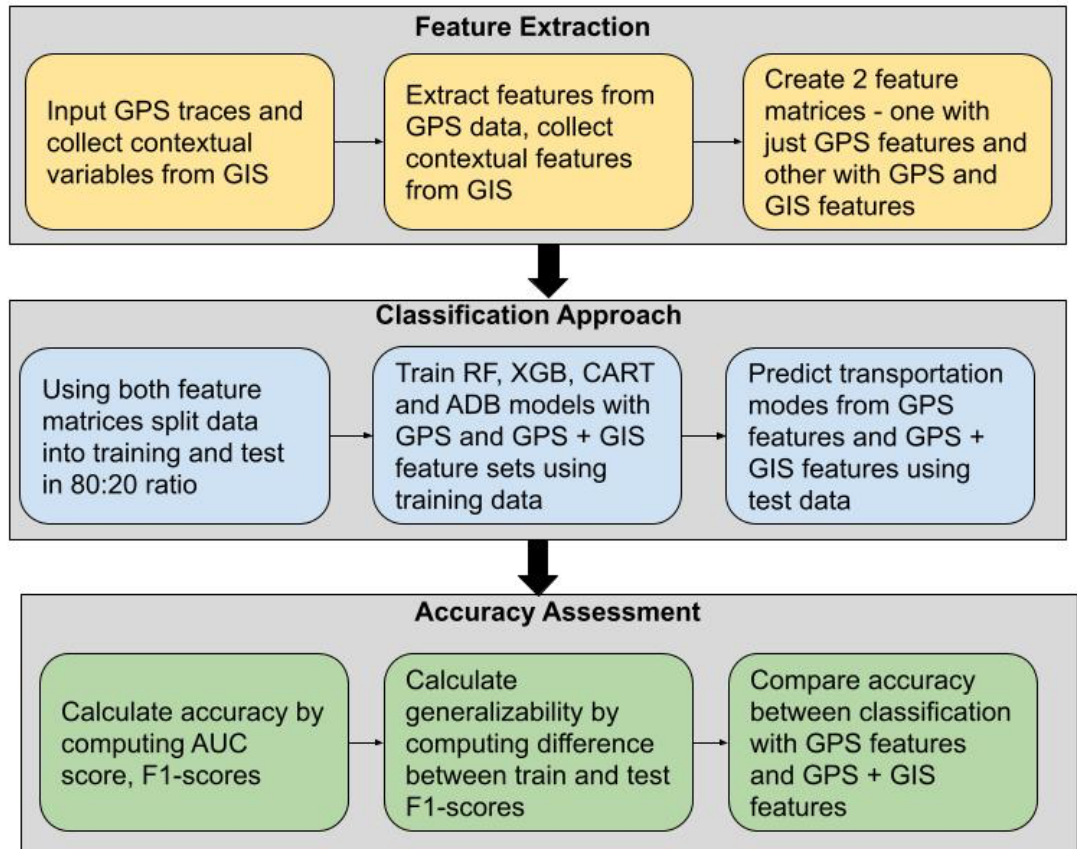 Feature Extraction
Input GPS traces and
collect contextual
variables from GIS
Extract features from
GPS data, collect
contextual features
from GIS
Create 2 feature
matrices - one with
just GPS features and
other with GPS and
GIS features
Classification Approach
Using both feature
matrices split data
into training and test
in 80:20 ratio
Train RF, XGB, CART
and ADB models with
GPS and GPS + GIS
feature sets using
training data
Predict transportation
modes from GPS
features and GPS +
GIS features using
test data
Accuracy Assessment
Calculate accuracy by
computing AUC
score, F1-scores
Calculate
generalizability by
computing difference
between train and test
F1-scores
Compare accuracy
between classification
with GPS features
and GPS + GIS
features